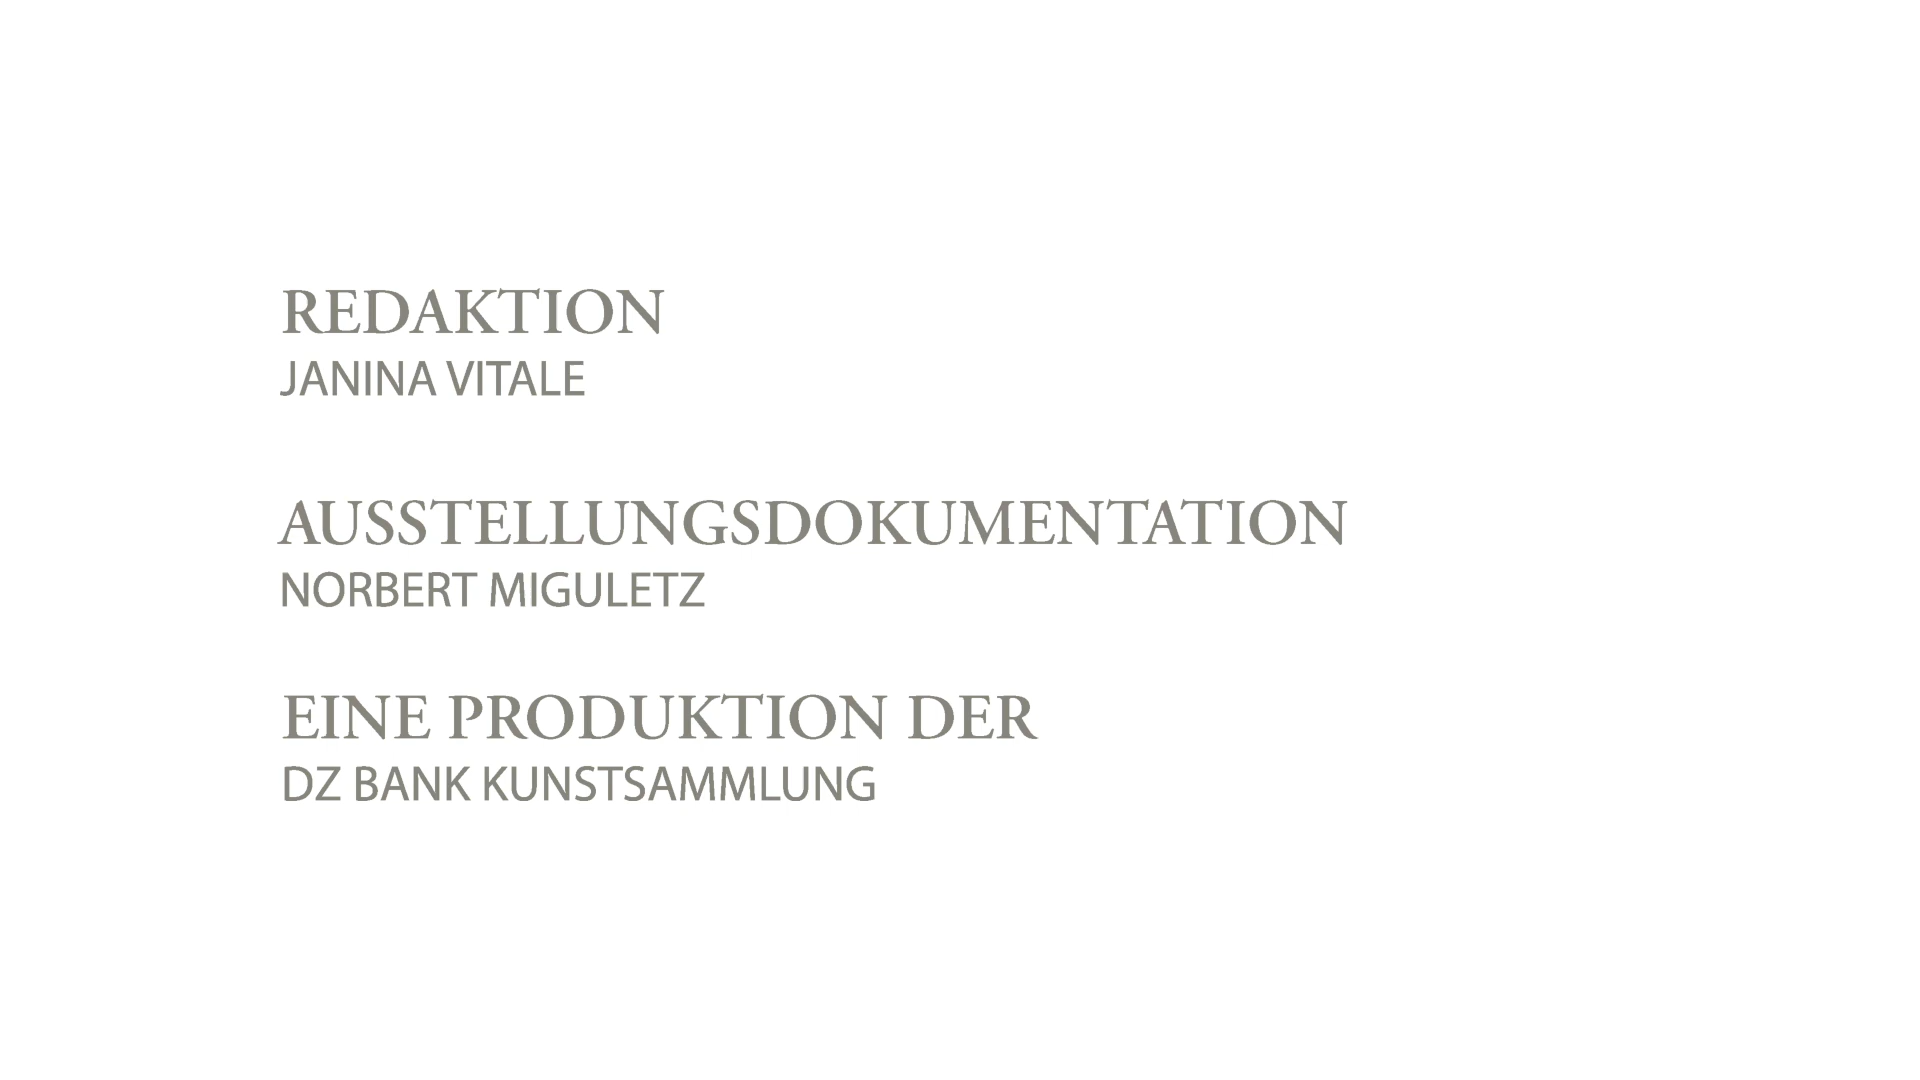 REDAKTION
JANINA VITALE
AUSSTELLUNGSDOKUMENTATION
NORBERT MIGULETZ
EINE PRODUKTION DER
DZ BANK KUNSTSAMMLUNG